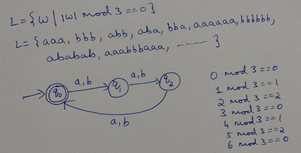 L={w | |w| mod 3==0}
L={aaa, bbb, abb, aba, bba, aaaaaa, bbbbbb,
ababab, aaabbbaaa, ------ }
a,b
a,b
q0
q1
q2
a,b
0 mod 3==0
1 mod 3==1
2 mod 3==2
3 mod 3==0
4 mod 3==1
5 mod 3==2
6 mod 3==0